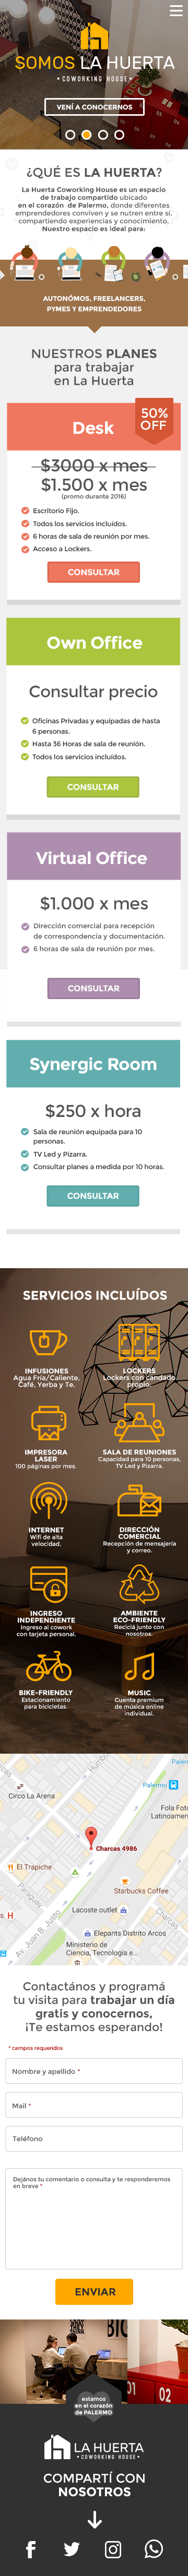 SOMOS LA HUERTA
• COWORKING HOUSE •
VENÍ A CONOCERNOS
¿QUÉ ES LA HUERTA?
La Huerta Coworking House es un espacio
de trabajo compartido ubicado
en el corazón de Palermo, donde diferentes
emprendedores conviven y se nutren entre sí,
compartiendo experiencias y conocimiento.
Nuestro espacio es ideal para:
AUTONÓMOS, FREELANCERS,
PYMES Y EMPRENDEDORES
NUESTROS PLANES
para trabajar
en La Huerta
50%
OFF
Desk
$3000 x mes
$1.500 x mes
(promo durante 2016)
Escritorio Fijo.
Todos los servicios incluídos.
6 horas de sala de reunión por mes.
Acceso a Lockers.
CONSULTAR
Own Office
Consultar precio
Oficinas Privadas y equipadas de hasta
6 personas.
Hasta 36 Horas de sala de reunión.
Todos los servicios incluídos.
CONSULTAR
Virtual Office
$1.000 x mes
Dirección comercial para recepción
de correspondencia y documentación.
6 horas de sala de reunión por mes.
CONSULTAR
Synergic Room
$250 x hora
Sala de reunión equipada para 10
personas.
TV Led y Pizarra.
Consultar planes a medida por 10 horas.
CONSULTAR
SERVICIOS INCLUÍDOS
INFUSIONES
Agua Fría/Caliente,
Café, Yerba y Te.
LOCKERS
Lockers con candado
propio.
IMPRESORA
LASER
100 páginas por mes.
SALA DE REUNIONES
Capacidad para 10 personas,
TV Led y Pizarra.
INTERNET
Wifi de alta
velocidad.
DIRECCIÓN
COMERCIAL
Recepción de mensajería
y correo.
INGRESO
INDEPENDIENTE
Ingreso al cowork
con tarjeta personal.
AMBIENTE
ECO-FRIENDLY
Reciclá junto con
nosotros.
BIKE-FRIENDLY
Estacionamiento
para bicicletas.
MUSIC
Cuenta premium
de música online
individual.
Palermo
Circo La Arena
Fola Foto
Latinoameri
Charcas 4986
El Trapiche
Starbucks Coffee
Paraguay
Charcas
Lacoste outlet
Av. Juan B. Justo
Elepants Distrito Arcos
Ministerio de
Ciencia, Tecnología e...
Contactános y programá
tu visita para trabajar un día
gratis y conocernos,
¡Te estamos esperando!
* campos requeridos
Nombre y apellido *
Mail *
Teléfono
Dejános tu comentario o consulta y te responderemos
en breve *
ENVIAR
01
02
estamos
en el corazón
de PALERMO
LA HUERTA
• COWORKING HOUSE •
COMPARTÍ CON
NOSOTROS